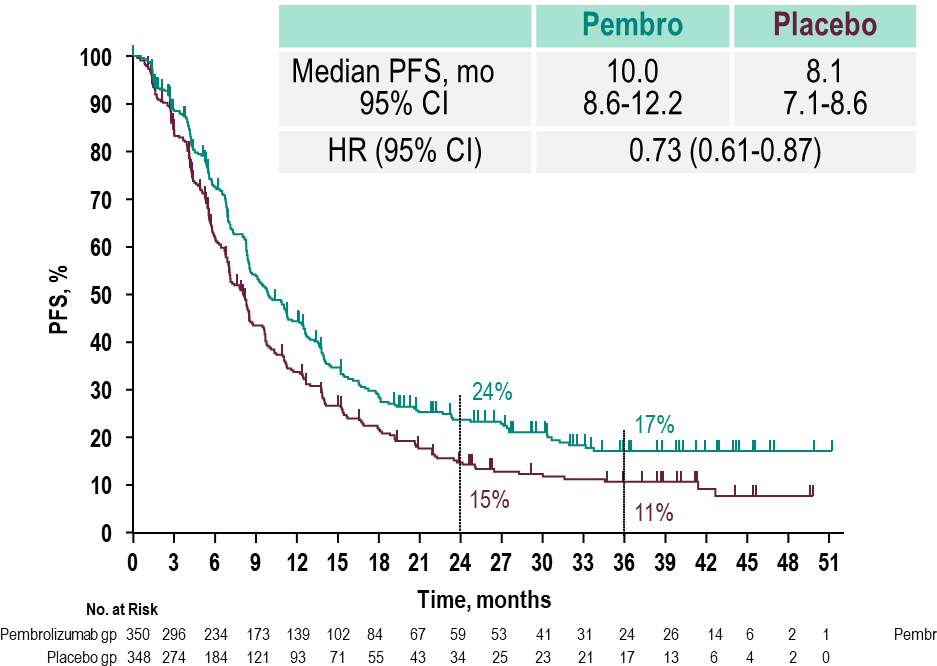 Pembro Placebo
Median PFS, mo 10.0 8.1
95% CI 8.6-12.2 7.1-8.6
HR (95% CI) 0.73 (0.61-0.87)
PFS, %
100
90
80
70
60
50
40
30
20
10
0
24%
17%
15%
11%
0 3 6 9 12 15 18 21 24 27 30 33 36 39 42 45 48 51
Time, months
No. at Risk
Pembrolizumab gp 350 296 234 173 139 102 84 67 59 53 41 31 24 26 14 6 2 1 Pembr
Placebo gp 348 274 184 121 93 71 55 43 34 25 23 21 17 13 6 4 2 0